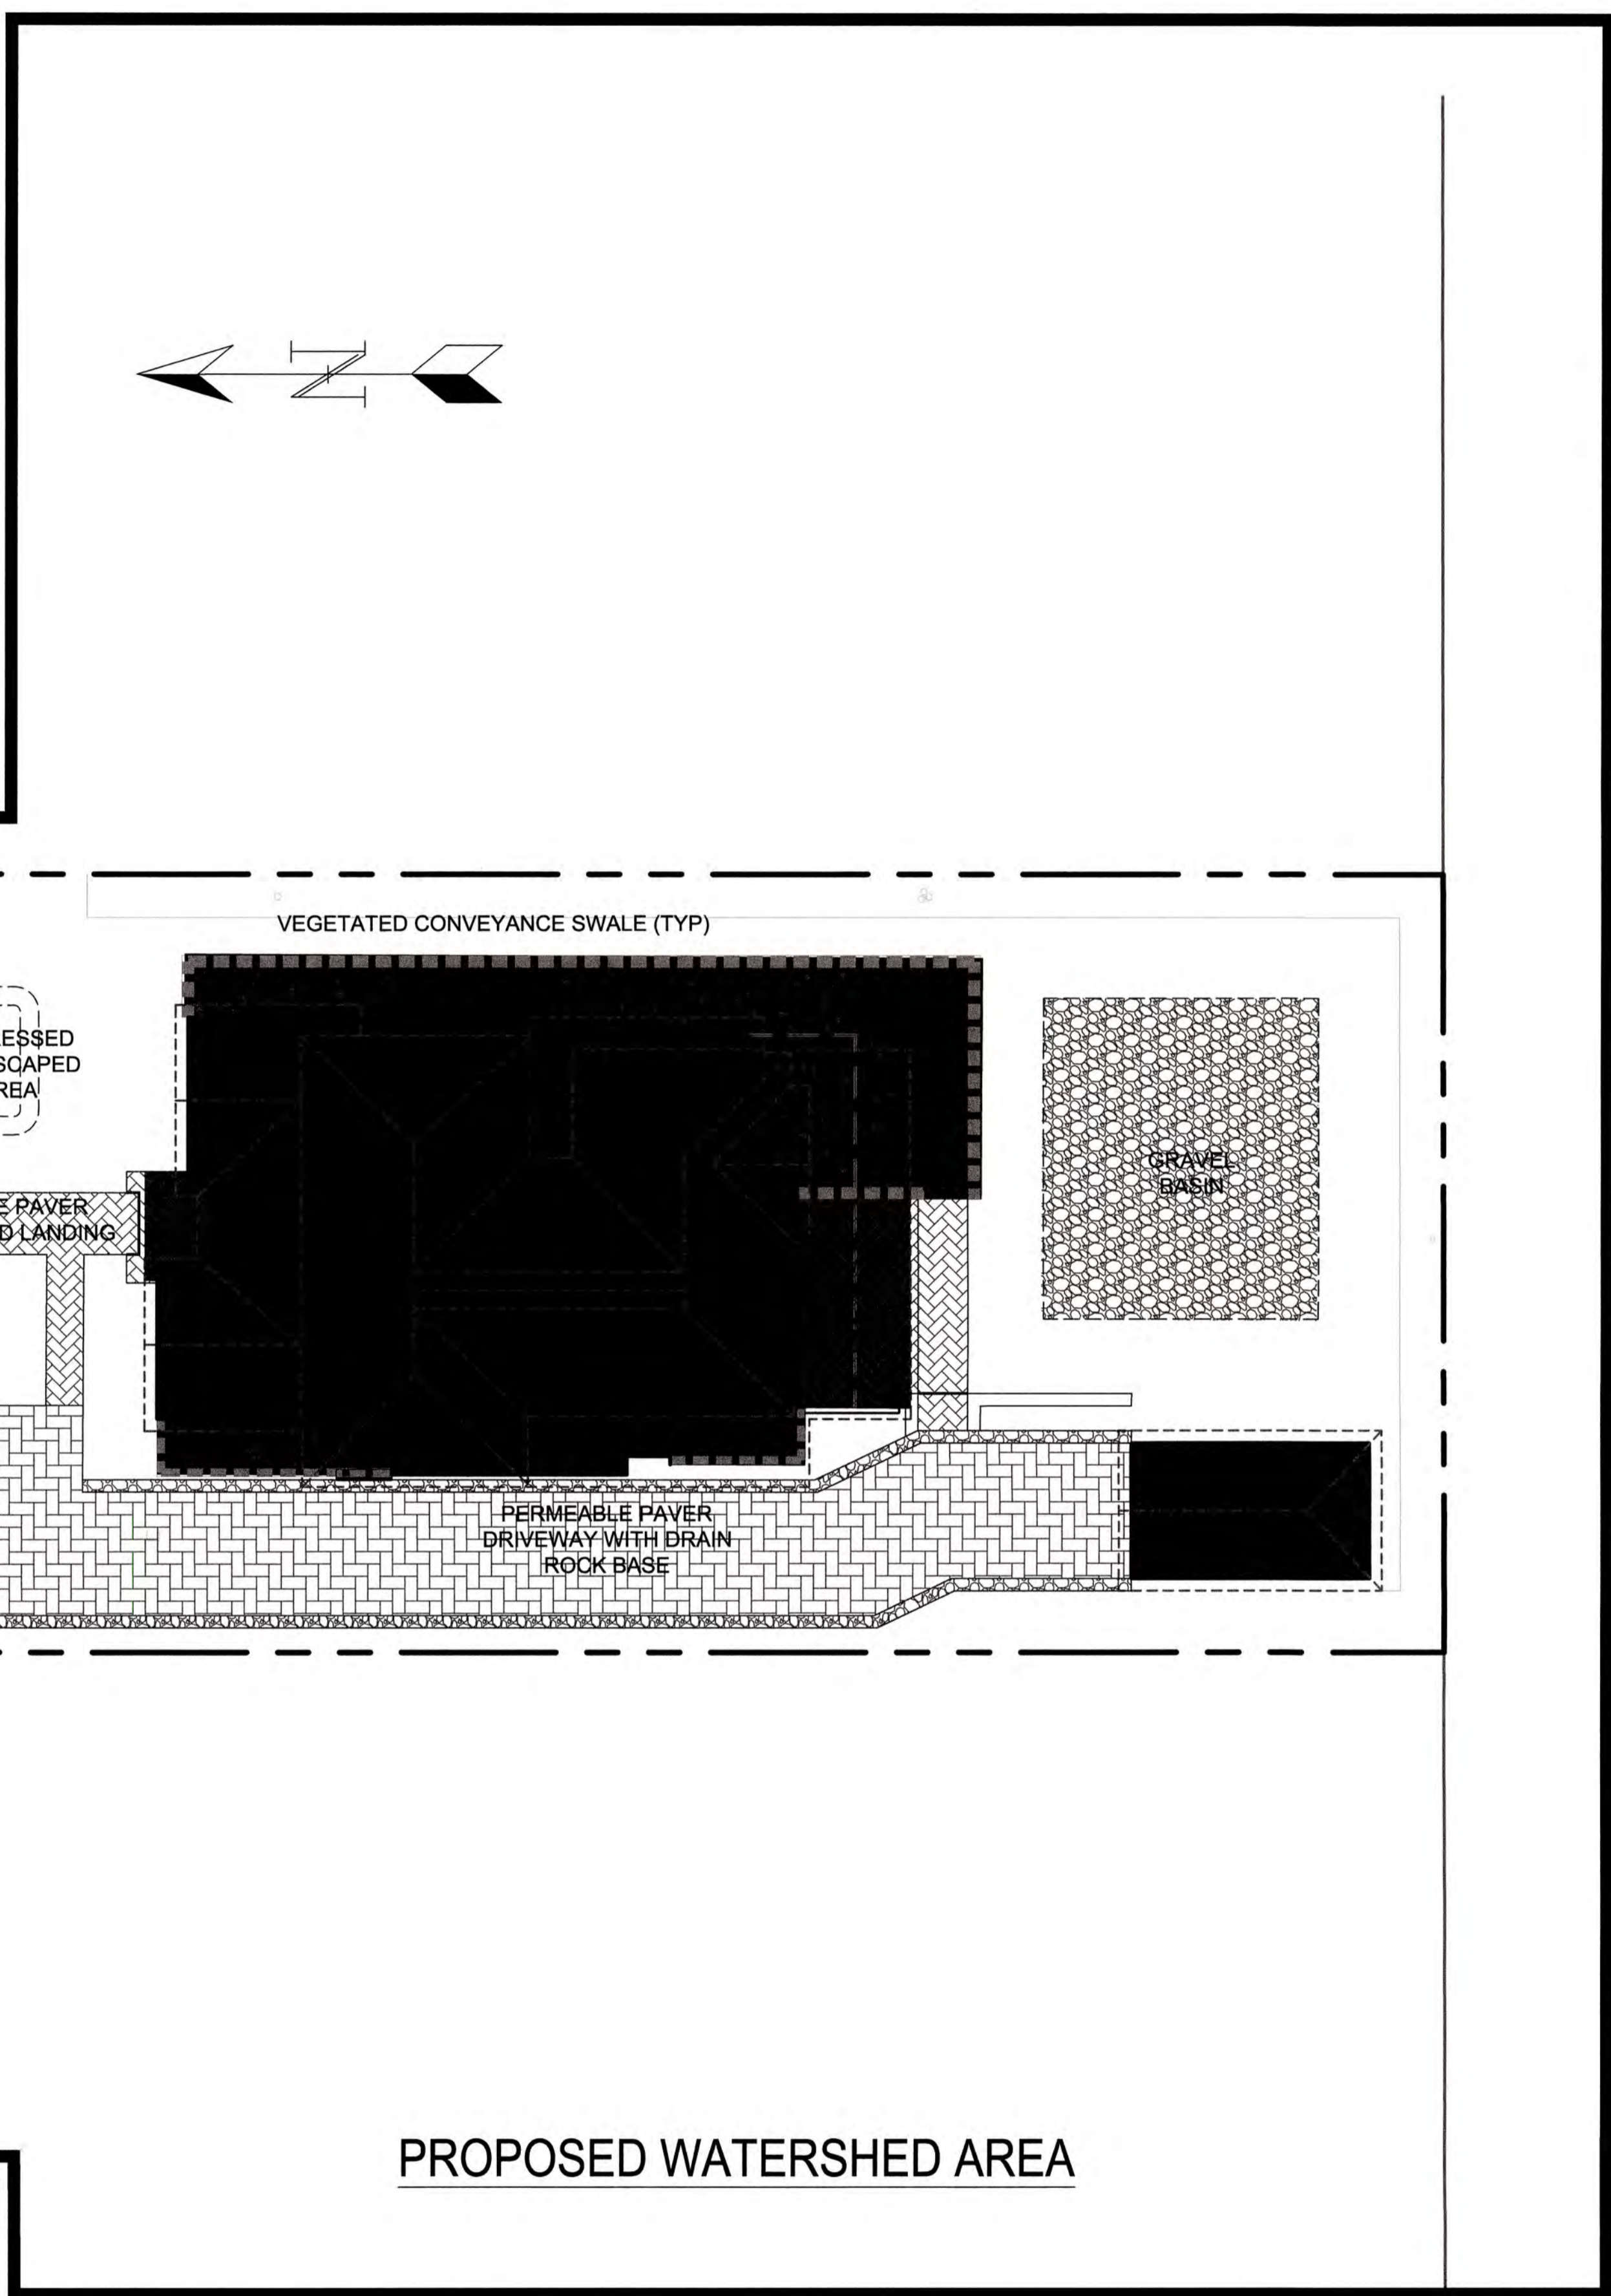 N
VEGETATED CONVEYANCE SWALE (TYP)
ESSED
SCAPED
REA
GRAVEL
BASIN
E PAVER
D LANDING
PERMEABLE PAVER
DRIVEWAY WITH DRAIN
ROCK BASE
PROPOSED WATERSHED AREA